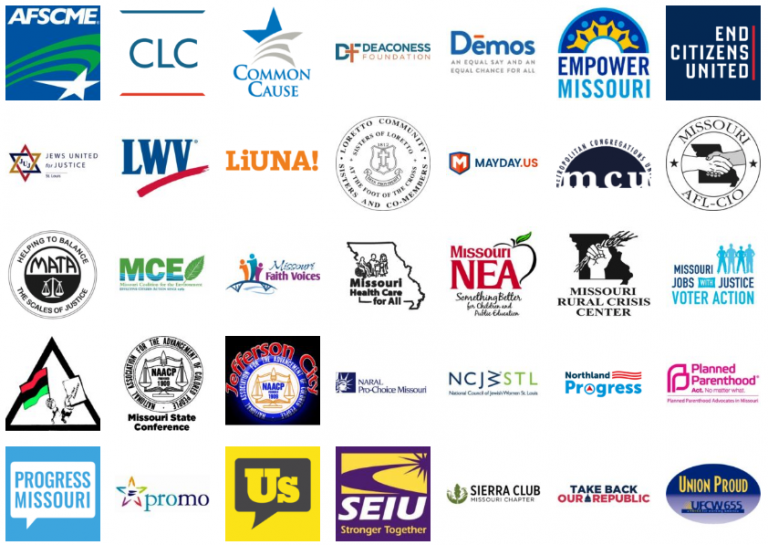 AFSCME
CLC
COMMON
CAUSE
DEACONESS
FOUNDATION
Dēmos
AN EQUAL SAY AND AN
EQUAL CHANCE FOR ALL
EMPOWER
MISSOURI
END
CITIZENS
UNITED
JUJ
JEWS UNITED
for JUSTICE
St. Louis
LWV
LiUNA!
LORETTO COMMUNITY
SISTERS OF LORETTO
1812
AT THE FOOT OF THE CROSS
SISTERS AND CO-MEMBERS
M MAYDAY.US
METROPOLITAN CONGREGATIONS
mcu
MISSOURI
AFL-CIO
HELPING TO BALANCE
MATA
THE SCALES OF JUSTICE
MCE
Missouri Coalition for the Environment
Missouri
Faith Voices
Missouri
Health Care
for All
Missouri
NEA
Something Better
for Children and
Public Education
MISSOURI
RURAL CRISIS
CENTER
MISSOURI
JOBS WITH JUSTICE
VOTER ACTION
NATIONAL ASSOCIATION FOR THE ADVANCEMENT OF COLORED PEOPLE
NAACP
1909
Missouri State
Conference
Jefferson City
NAACP
1909
NARAL
Pro-Choice Missouri
NCJWSTL
National Council of Jewish Women St. Louis
Northland
Progress
Planned
Parenthood®
Act. No matter what.
Planned Parenthood Advocates in Missouri
PROGRESS
MISSOURI
promo
Us
SEIU
Stronger Together
SIERRA CLUB
MISSOURI CHAPTER
TAKE BACK
OUR REPUBLIC
UNION PROUD
UFCW655